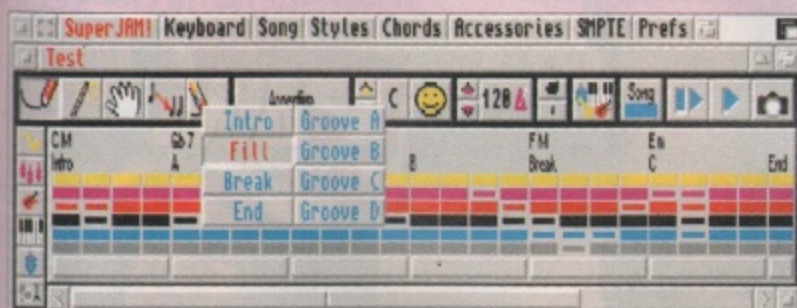 SuperJAM! Keyboard Song Styles Chords Accessories SMPTE Prefs
Test
C 120 Song
Intro Groove A
Fill Groove B
Break Groove C
End Groove D
CM Gb7 FM Em
Intro A B Break C End